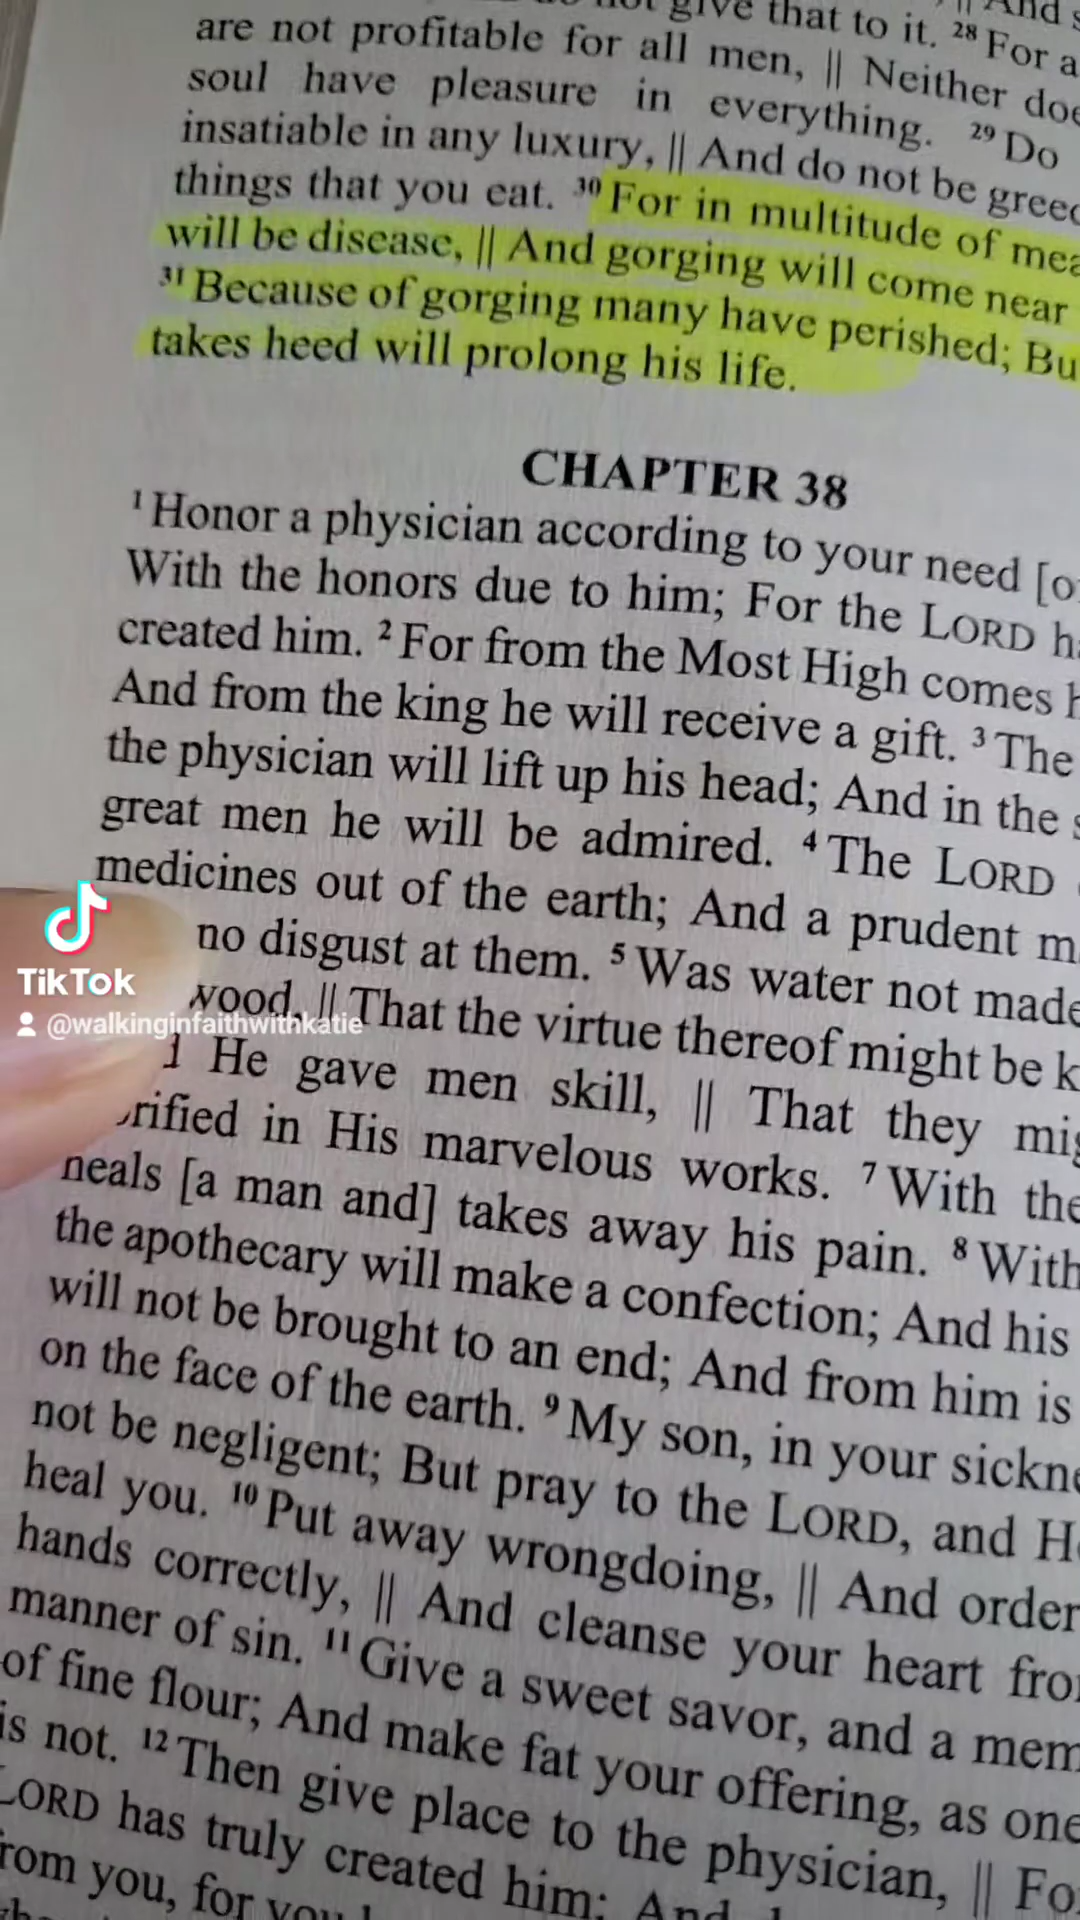 not give that to it. ²⁸ For a
are not profitable for all men, || Neither
soul have pleasure in everything. ²⁹ Do
insatiable in any luxury, || And do not be
things that you eat. ³⁰ For in multitude of
will be disease, || And gorging will come near
³¹ Because of gorging many have perished;
takes heed will prolong his life.
CHAPTER 38
¹ Honor a physician according to your need
With the honors due to him; For the LORD
created him. ² For from the Most High comes
And from the king he will receive a gift. ³ The
the physician will lift up his head; And in the
great men he will be admired. ⁴ The LORD
medicines out of the earth; And a prudent
no disgust at them. ⁵ Was water not made
wood, || That the virtue thereof might be
He gave men skill, || That they
in His marvelous works. ⁷ With
[a man and] takes away his pain. ⁸ With
the apothecary will make a confection; And his
will not be brought to an end; And from him is
on the face of the earth. ⁹ My son, in your
not be negligent; But pray to the LORD, and
heal you. ¹⁰ Put away wrongdoing, || And order
hands correctly, || And cleanse your heart
manner of sin. ¹¹ Give a sweet savor, and a
of fine flour; And make fat your offering, as one
is not. ¹² Then give place to the physician, ||
LORD has truly created him; And
from you, for you
TikTok
@walkinginfaithwithkatie